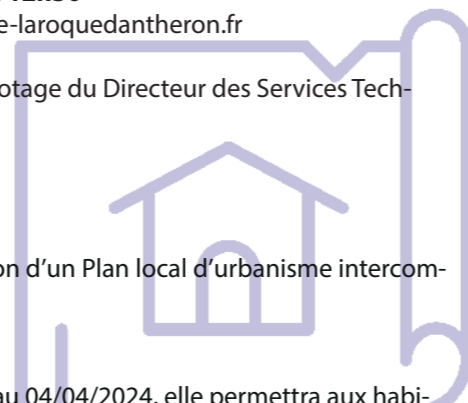 e-laroquedantheron.fr
otage du Directeur des Services Tech-
on d'un Plan local d'urbanisme intercom-
au 04/04/2024, elle permettra aux habi-